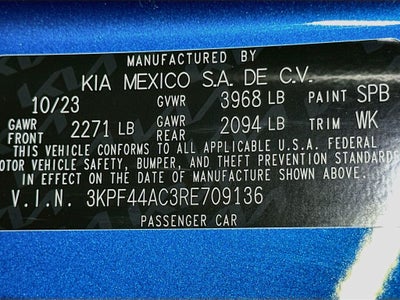 MANUFACTURED BY
KIA MEXICO S.A. DE C.V.
10/23 GVWR 3968 LB PAINT SPB
GAWR FRONT 2271 LB GAWR REAR 2094 LB TRIM WK
THIS VEHICLE CONFORMS TO ALL APPLICABLE U.S.A. FEDERAL
OTOR VEHICLE SAFETY, BUMPER, AND THEFT PREVENTION STANDARDS
IN EFFECT ON THE DATE OF MANUFACTURE SHOWN ABOVE.
V.I.N. 3KPF44AC3RE709136
PASSENGER CAR